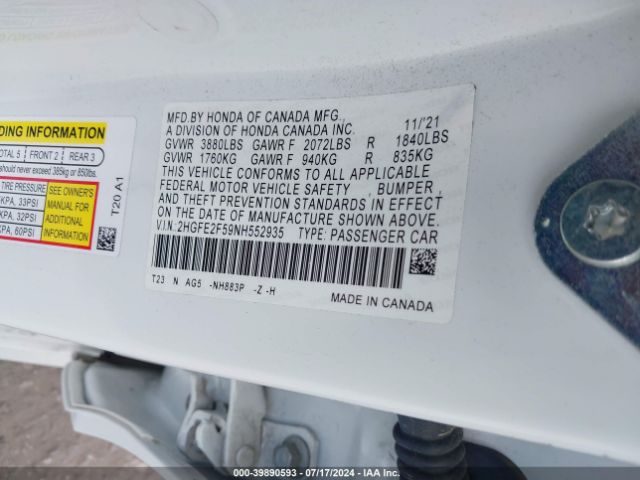 MFD.BY HONDA OF CANADA MFG., 11/'21
A DIVISION OF HONDA CANADA INC.
GVWR 3880LBS GAWR F 2072LBS R 1840LBS
GVWR 1760KG GAWR F 940KG R 835KG
THIS VEHICLE CONFORMS TO ALL APPLICABLE
FEDERAL MOTOR VEHICLE SAFETY , BUMPER ,
AND THEFT PREVENTION STANDARDS IN EFFECT
ON THE DATE OF MANUFACTURE SHOWN ABOVE.
V.I.N.:2HGFE2F59NH552935 TYPE: PASSENGER CAR
T23 N AG5 -NH883P -Z -H
MADE IN CANADA
DING INFORMATION
TOTAL 5 FRONT 2 REAR 3
should never exceed 385kg or 850lbs.
TIRE PRESSURE
KPA, 33PSI
KPA, 32PSI
KPA, 60PSI
SEE OWNER'S
MANUAL FOR
ADDITIONAL
INFORMATION
T20 A1
000-39890593 / 07/17/2024 - IAA Inc.